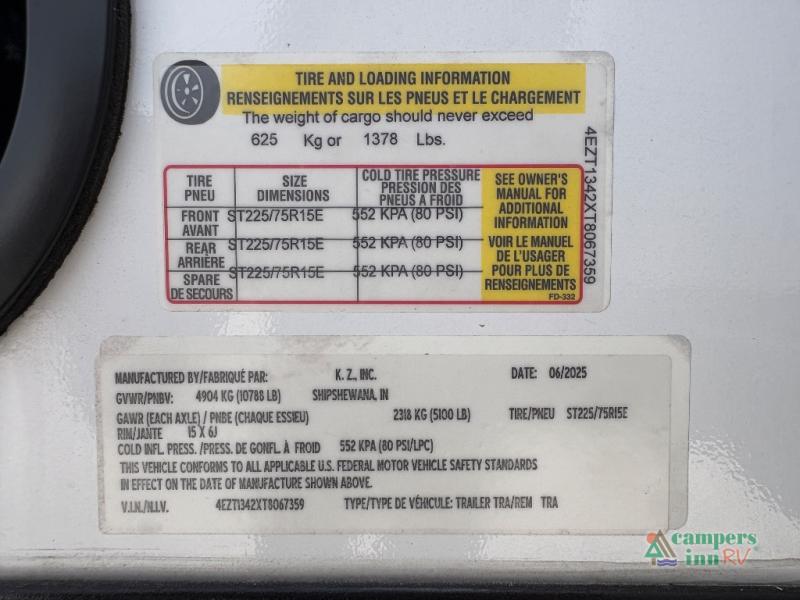 TIRE AND LOADING INFORMATION
RENSEIGNEMENTS SUR LES PNEUS ET LE CHARGEMENT
The weight of cargo should never exceed
625 Kg or 1378 Lbs.
TIRE PNEU SIZE DIMENSIONS COLD TIRE PRESSURE PRESSION DES PNEUS A FROID
FRONT AVANT ST225/75R15E 552 KPA (80 PSI)
REAR ARRIÈRE ST225/75R15E 552 KPA (80 PSI)
SPARE DE SECOURS ST225/75R15E 552 KPA (80 PSI)
SEE OWNER'S
MANUAL FOR
ADDITIONAL
INFORMATION
VOIR LE MANUEL
DE L'USAGER
POUR PLUS DE
RENSEIGNEMENTS
FD-332
4EZT1342XT8067359
MANUFACTURED BY/FABRIQUÉ PAR: K. Z., INC. DATE: 06/2025
GVWR/PNBV: 4904 KG (10788 LB) SHIPSHEWANA, IN
GAWR (EACH AXLE) / PNBE (CHAQUE ESSIEU) 2318 KG (5100 LB) TIRE/PNEU ST225/75R15E
RIM/JANTE 15 X 6J
COLD INFL. PRESS. /PRESS. DE GONFL. À FROID 552 KPA (80 PSI/LPC)
THIS VEHICLE CONFORMS TO ALL APPLICABLE U.S. FEDERAL MOTOR VEHICLE SAFETY STANDARDS
IN EFFECT ON THE DATE OF MANUFACTURE SHOWN ABOVE.
V.I.N./N.I.V. 4EZT1342XT8067359 TYPE/TYPE DE VÉHICULE: TRAILER TRA/REM TRA
campers
inn RV